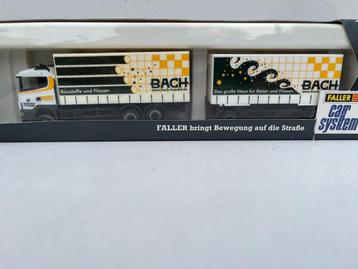 BACH
Baustoffe und Fliesen
BACH
Das große Haus für Bäder und Fliesen
FALLER bringt Bewegung auf die Straße
FALLER
car
system